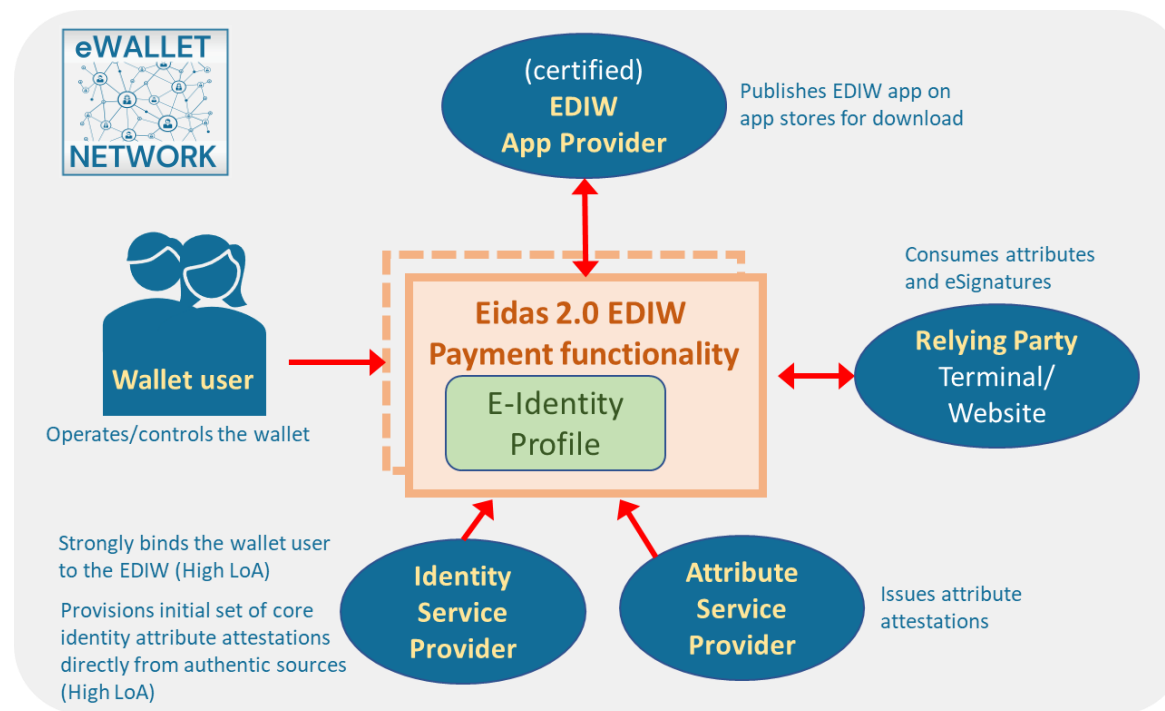 eWALLET
NETWORK
(certified)
EDIW
App Provider
Publishes EDIW app on
app stores for download
Wallet user
Operates/controls the wallet
Eidas 2.0 EDIW
Payment functionality
E-Identity
Profile
Consumes attributes
and eSignatures
Relying Party
Terminal/
Website
Strongly binds the wallet user
to the EDIW (High LoA)
Provisions initial set of core
identity attribute attestations
directly from authentic sources
(High LoA)
Identity
Service
Provider
Attribute
Service
Provider
Issues attribute
attestations